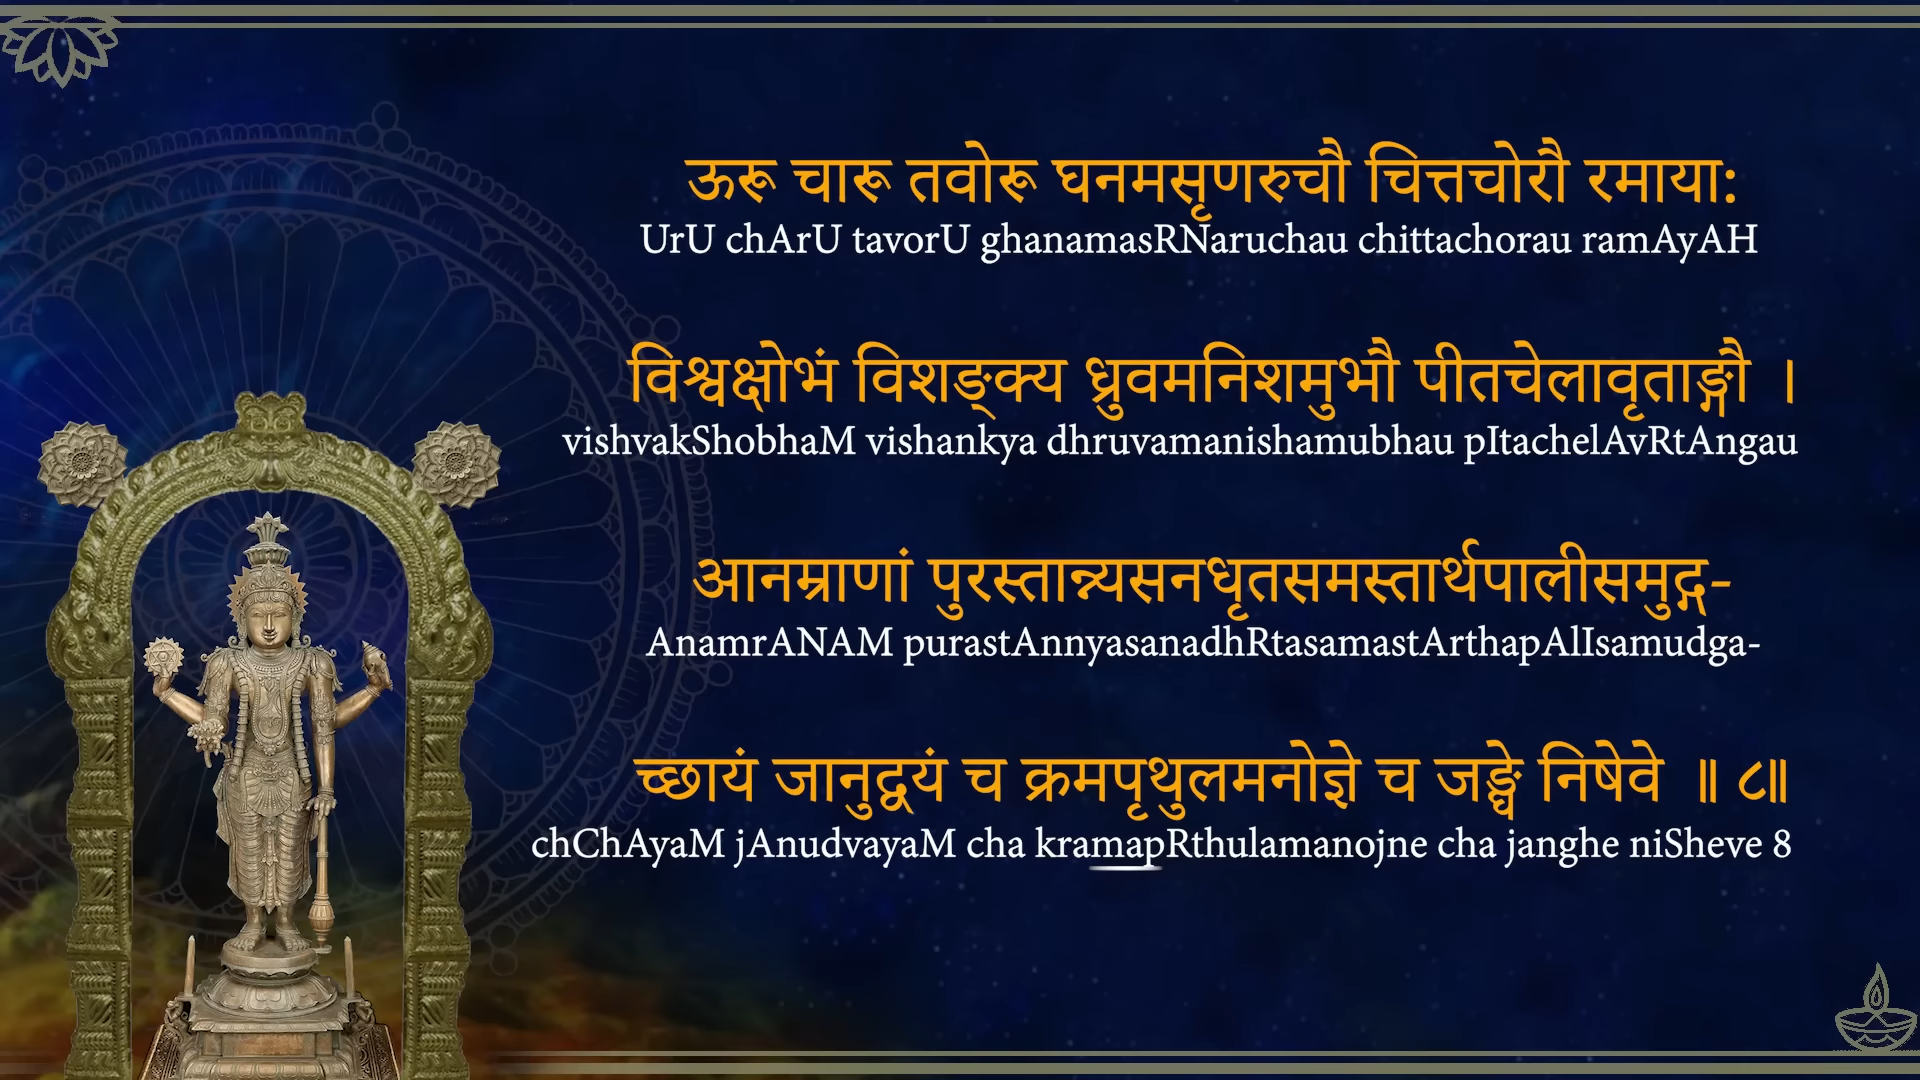 ऊरू चारू तवोरू घनमसृणरुचौ चित्तचोरौ रमाया:
UrU chArU tavorU ghanamasRNaruchau chittachorau ramAyAH
विश्वक्षोभं विशङ्क्य ध्रुवमनिशमुभौ पीतचेलावृताङ्गौ ।
vishvakShobhaM vishankya dhruvamanishamubhau pItachelAvRtAngau
आनम्राणां पुरस्तान्न्यसनधृतसमस्तार्थपालीसमुद्ग-
AnamrANAM purastAnnyasanadhRtasamastArthapAlIsamudga-
च्छायं जानुद्वयं च क्रमपृथुलमनोज्ञे च जङ्घे निषेवे ॥ ८॥
chChAyaM jAnudvayaM cha kramapRthulamanojne cha janghe niSheve 8